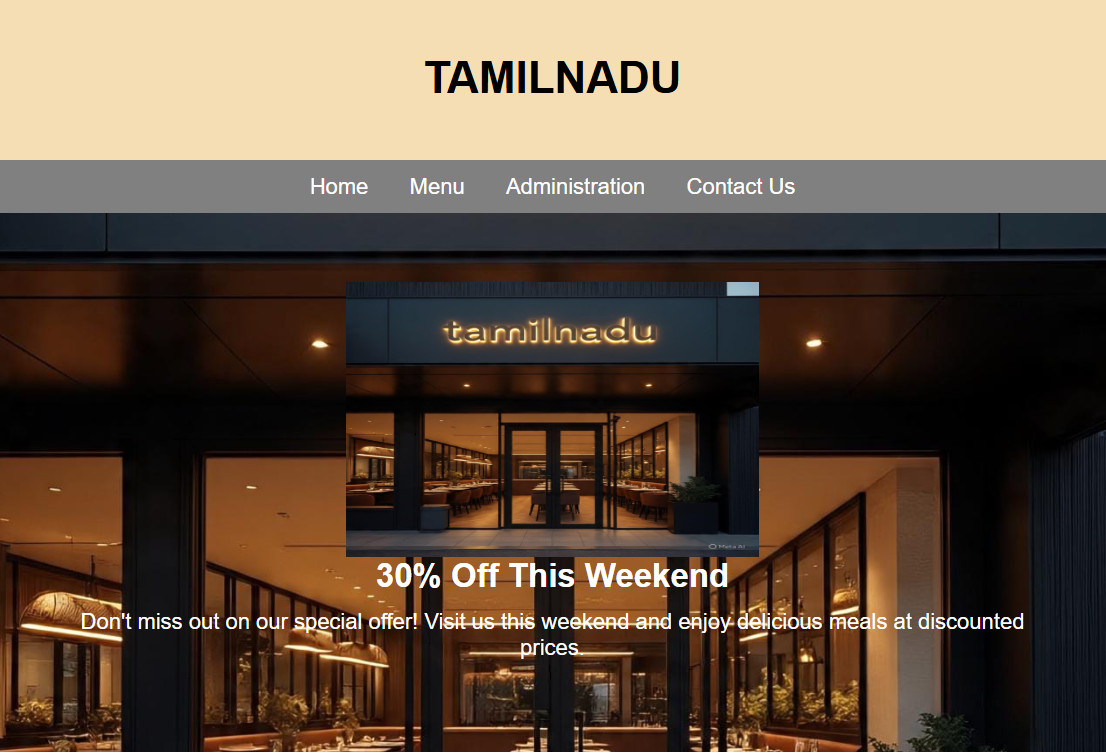 TAMILNADU
Home Menu Administration Contact Us
tamilnadu
Meta AI
30% Off This Weekend
Don't miss out on our special offer! Visit us this weekend and enjoy delicious meals at discounted
prices.